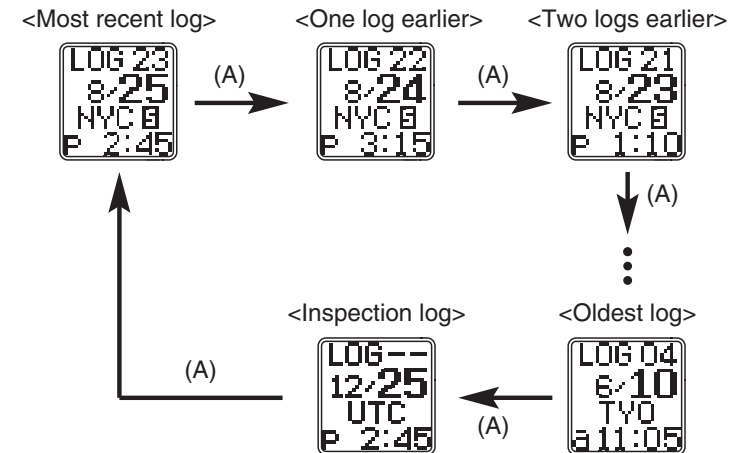 <Most recent log>
<One log earlier>
<Two logs earlier>
LOG 23
8/25
NYC S
P 2:45
(A)
LOG 22
8/24
NYC S
P 3:15
(A)
LOG 21
8/23
NYC S
P 1:10
(A)
<Inspection log>
<Oldest log>
LOG--
12/25
UTC
P 2:45
(A)
LOG 04
6/10
TYO
a 11:05
(A)